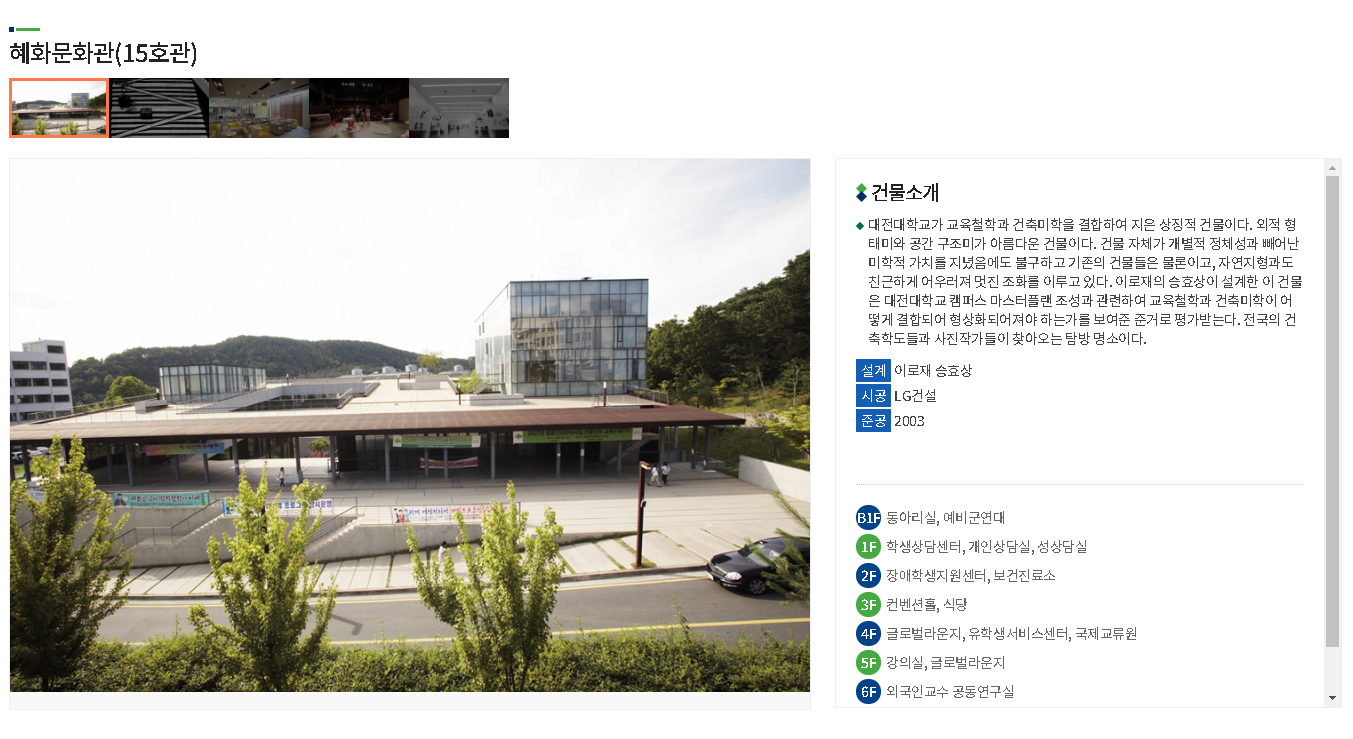 혜화문화관(15호관)
건물소개
대전대학교가 교육철학과 건축미학을 결합하여 지은 상징적 건물이다. 외적 형
태미와 공간 구조미가 아름다운 건물이다. 건물 자체가 개별적 정체성과 빼어난
미학적 가치를 지녔음에도 불구하고 기존의 건물들은 물론이고, 자연지형과도
친근하게 어우러져 멋진 조화를 이루고 있다. 이로재의 승효상이 설계한 이 건물
은 대전대학교 캠퍼스 마스터플랜 조성과 관련하여 교육철학과 건축미학이 어
떻게 결합되어 형상화되어져야 하는가를 보여준 준거로 평가받는다. 전국의 건
축학도들과 사진작가들이 찾아오는 탐방 명소이다.
설계 이로재 승효상
시공 LG건설
준공 2003
B1F 동아리실, 예비군연대
1F 학생상담센터, 개인상담실, 성상담실
2F 장애학생지원센터, 보건진료소
3F 컨벤션홀, 식당
4F 글로벌라운지, 유학생서비스센터, 국제교류원
5F 강의실, 글로벌라운지
6F 외국인교수 공동연구실